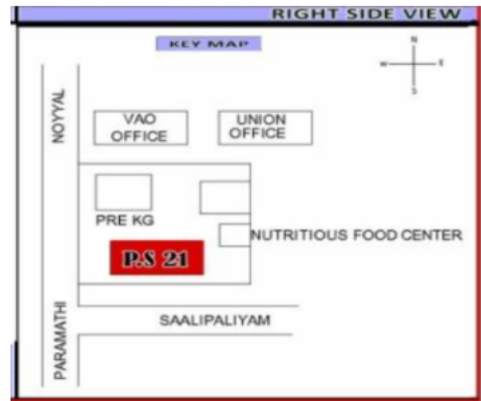 RIGHT SIDE VIEW
KEY MAP
N
W
E
S
NOYYAL
VAO
OFFICE
UNION
OFFICE
PRE KG
NUTRITIOUS FOOD CENTER
P.S 21
SAALIPALIYAM
PARAMATHI